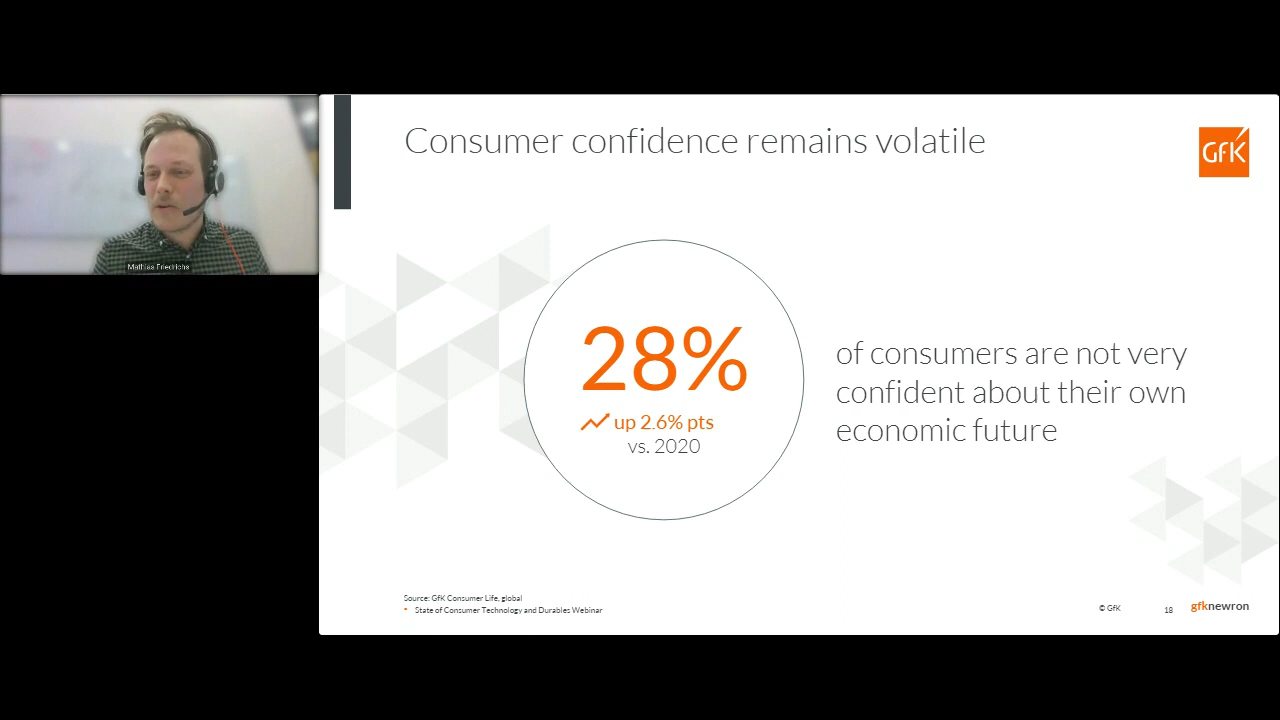 Mathias Friedrichs
Consumer confidence remains volatile
GfK
28%
up 2.6% pts
vs. 2020
of consumers are not very
confident about their own
economic future
Source: GfK Consumer Life, global
• State of Consumer Technology and Durables Webinar
© GfK
18
gfknewron